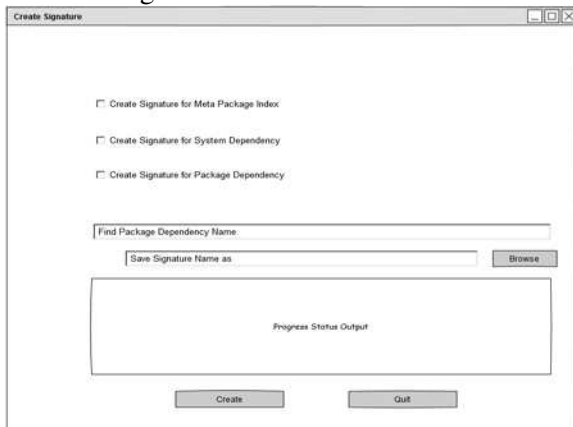 Create Signature
Create Signature for Meta Package Index
Create Signature for System Dependency
Create Signature for Package Dependency
Find Package Dependency Name
Save Signature Name as
Browse
Progress Status Output
Create
Quit